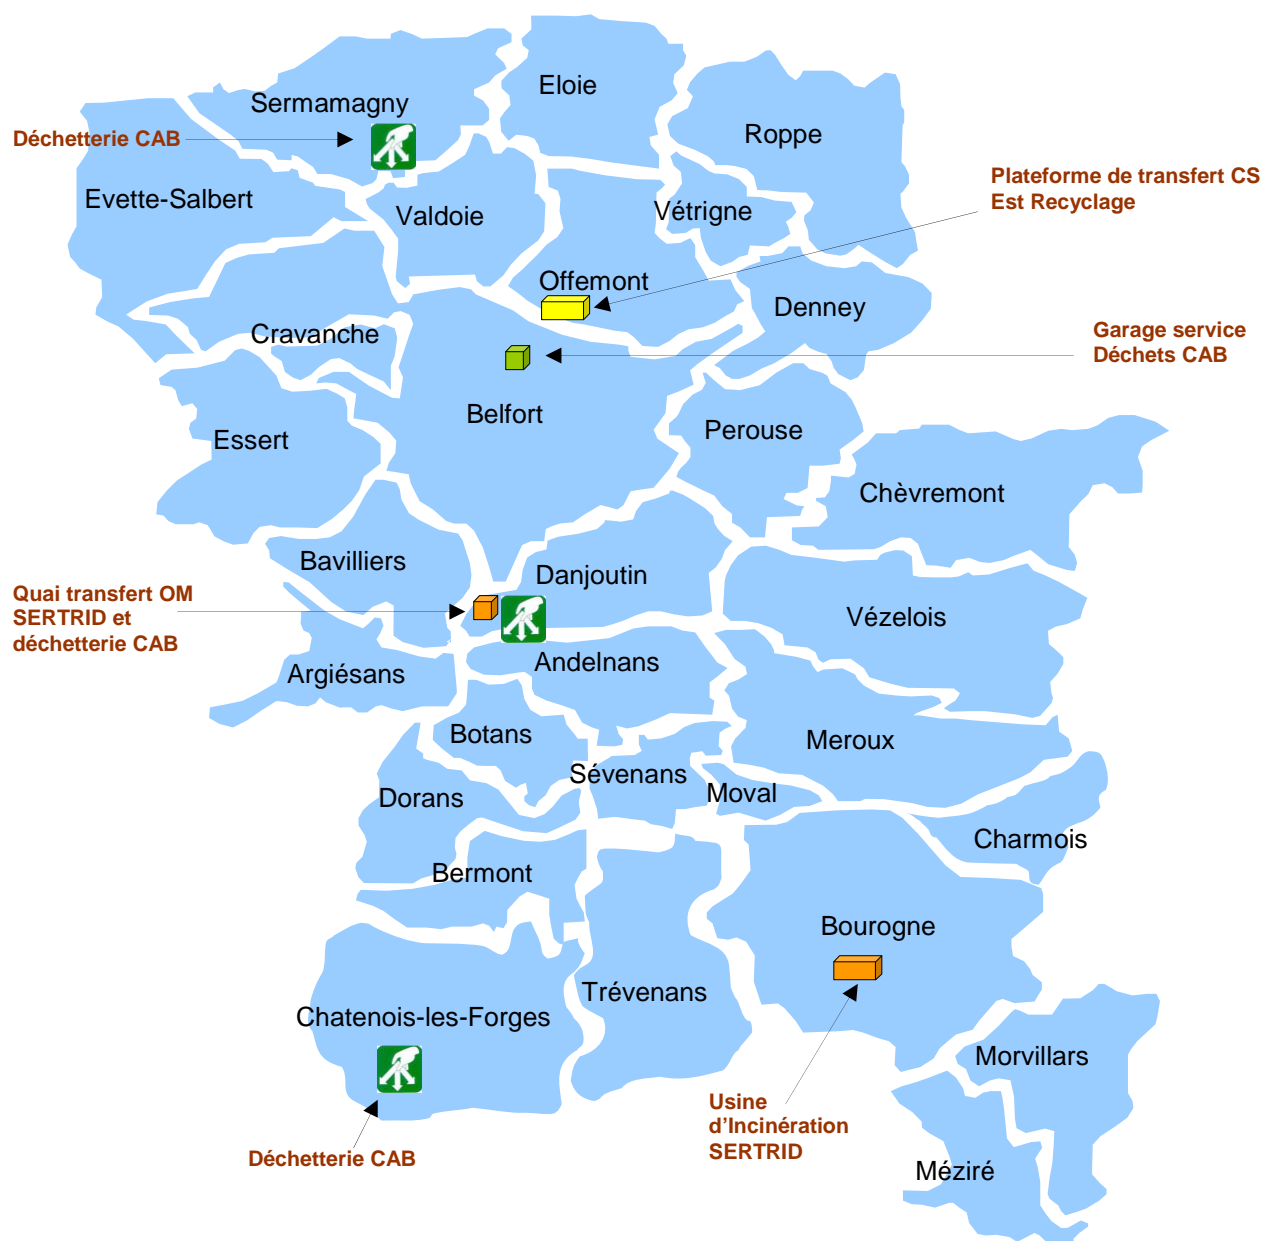 Eloie
Sermamagny
Roppe
Déchetterie CAB
Plateforme de transfert CS
Est Recyclage
Evette-Salbert
Valdoie
Vétrigne
Offemont
Denney
Cravanche
Garage service
Déchets CAB
Belfort
Essert
Perouse
Chèvremont
Bavilliers
Danjoutin
Quai transfert OM
SERTRID et
déchetterie CAB
Vézelois
Argiésans
Andelnans
Botans
Meroux
Sévenans
Dorans
Moval
Charmois
Bermont
Bourogne
Trévenans
Chatenois-les-Forges
Morvillars
Usine
d’Incinération
SERTRID
Déchetterie CAB
Méziré